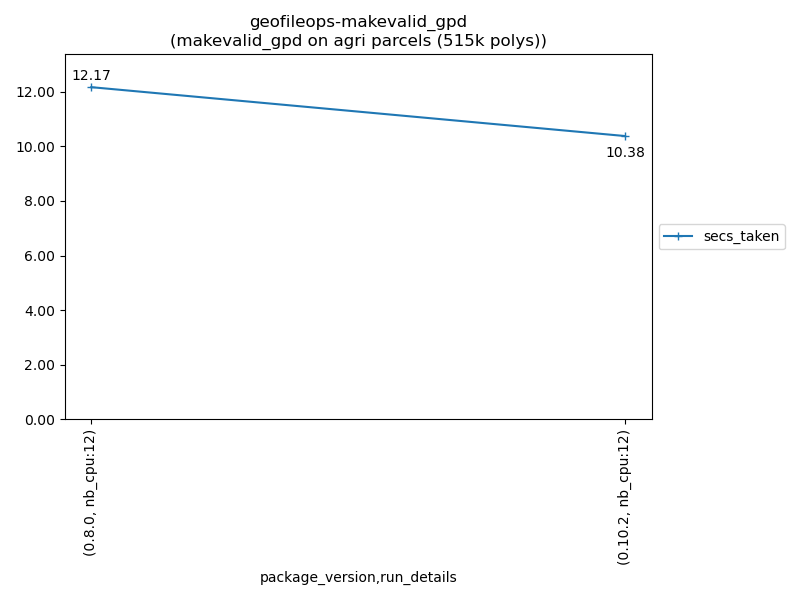 geofileops-makevalid_gpd
(makevalid_gpd on agri parcels (515k polys))
12.17
10.38
12.00
10.00
8.00
6.00
4.00
2.00
0.00
secs_taken
(0.8.0, nb_cpu:12)
(0.10.2, nb_cpu:12)
package_version,run_details